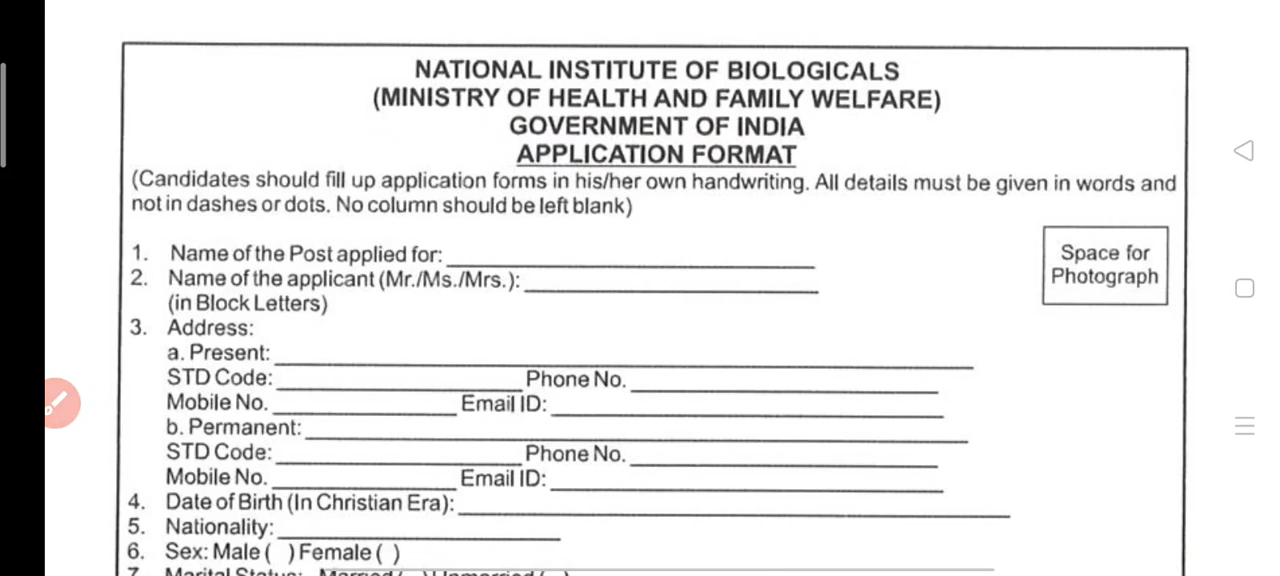 NATIONAL INSTITUTE OF BIOLOGICALS
(MINISTRY OF HEALTH AND FAMILY WELFARE)
GOVERNMENT OF INDIA
APPLICATION FORMAT
(Candidates should fill up application forms in his/her own handwriting. All details must be given in words and
not in dashes or dots. No column should be left blank)
Space for
Photograph
1. Name of the Post applied for:
2. Name of the applicant (Mr./Ms./Mrs.):
(in Block Letters)
3. Address:
a. Present:
STD Code: Phone No.
Mobile No. Email ID:
b. Permanent:
STD Code: Phone No.
Mobile No. Email ID:
4. Date of Birth (In Christian Era):
5. Nationality:
6. Sex: Male ( ) Female ( )
7. Marital Status: Married ( ) Unmarried ( )